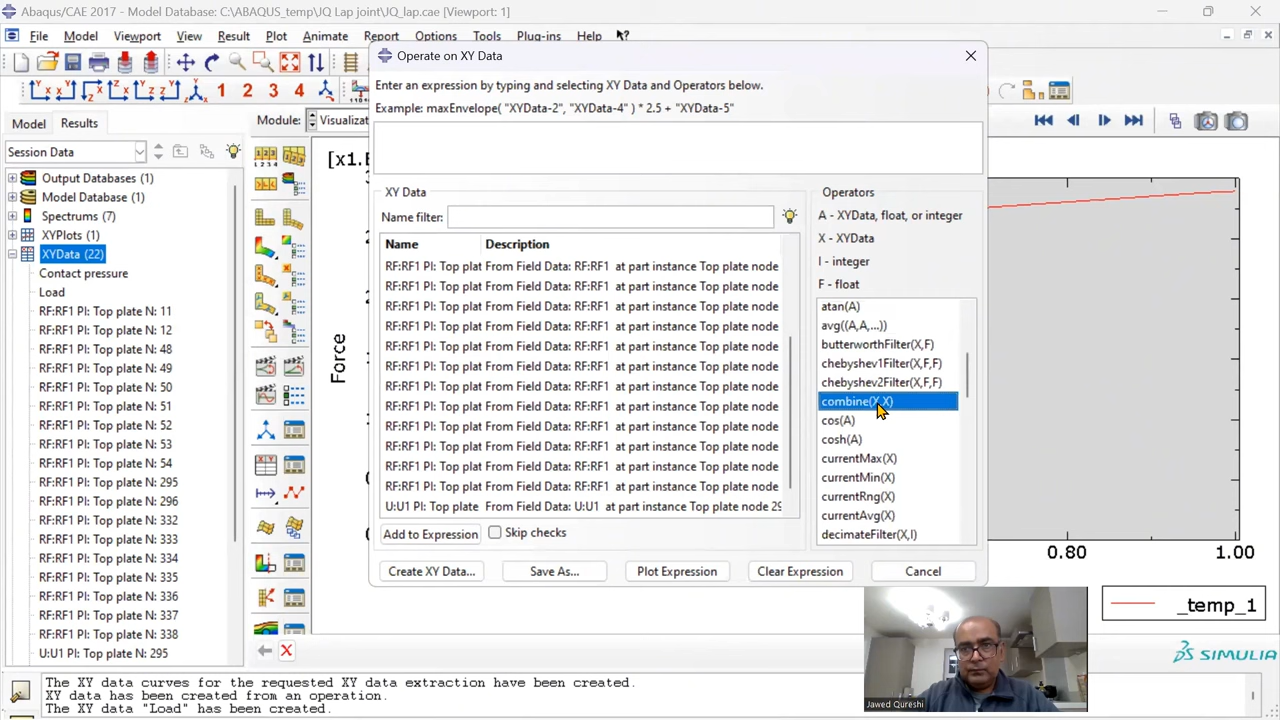 Abaqus/CAE 2017 - Model Database: C:\ABAQUS_temp\JQ Lap joint\JQ_lap.cae [Viewport: 1]
File Model Viewport View Result Plot Animate Report Options Tools Plug-ins Help
1 2 3 4
Model Results
Module: Visualizat
Session Data
Output Databases (1)
Model Database (1)
Spectrums (7)
XYPlots (1)
XYData (22)
Contact pressure
Load
RF:RF1 PI: Top plate N: 11
RF:RF1 PI: Top plate N: 12
RF:RF1 PI: Top plate N: 48
RF:RF1 PI: Top plate N: 49
RF:RF1 PI: Top plate N: 50
RF:RF1 PI: Top plate N: 51
RF:RF1 PI: Top plate N: 52
RF:RF1 PI: Top plate N: 53
RF:RF1 PI: Top plate N: 54
RF:RF1 PI: Top plate N: 295
RF:RF1 PI: Top plate N: 296
RF:RF1 PI: Top plate N: 332
RF:RF1 PI: Top plate N: 333
RF:RF1 PI: Top plate N: 334
RF:RF1 PI: Top plate N: 335
RF:RF1 PI: Top plate N: 336
RF:RF1 PI: Top plate N: 337
RF:RF1 PI: Top plate N: 338
U:U1 PI: Top plate N: 295
[x1.E
Force
Operate on XY Data
Enter an expression by typing and selecting XY Data and Operators below.
Example: maxEnvelope( "XYData-2", "XYData-4" ) * 2.5 + "XYData-5"
XY Data
Name filter:
Name Description
RF:RF1 PI: Top plat From Field Data: RF:RF1 at part instance Top plate node
RF:RF1 PI: Top plat From Field Data: RF:RF1 at part instance Top plate node
RF:RF1 PI: Top plat From Field Data: RF:RF1 at part instance Top plate node
RF:RF1 PI: Top plat From Field Data: RF:RF1 at part instance Top plate node
RF:RF1 PI: Top plat From Field Data: RF:RF1 at part instance Top plate node
RF:RF1 PI: Top plat From Field Data: RF:RF1 at part instance Top plate node
RF:RF1 PI: Top plat From Field Data: RF:RF1 at part instance Top plate node
RF:RF1 PI: Top plat From Field Data: RF:RF1 at part instance Top plate node
RF:RF1 PI: Top plat From Field Data: RF:RF1 at part instance Top plate node
RF:RF1 PI: Top plat From Field Data: RF:RF1 at part instance Top plate node
RF:RF1 PI: Top plat From Field Data: RF:RF1 at part instance Top plate node
RF:RF1 PI: Top plat From Field Data: RF:RF1 at part instance Top plate node
U:U1 PI: Top plate From Field Data: U:U1 at part instance Top plate node 29
Add to Expression Skip checks
Operators
A - XYData, float, or integer
X - XYData
I - integer
F - float
atan(A)
avg((A,A,...))
butterworthFilter(X,F)
chebyshev1Filter(X,F,F)
chebyshev2Filter(X,F,F)
combine(X,X)
cos(A)
cosh(A)
currentMax(X)
currentMin(X)
currentRng(X)
currentAvg(X)
decimateFilter(X,I)
Create XY Data... Save As... Plot Expression Clear Expression Cancel
0.80 1.00
_temp_1
SIMULIA
Jawed Qureshi
The XY data curves for the requested XY data extraction have been created.
XY data has been created from an operation.
The XY data "Load" has been created.